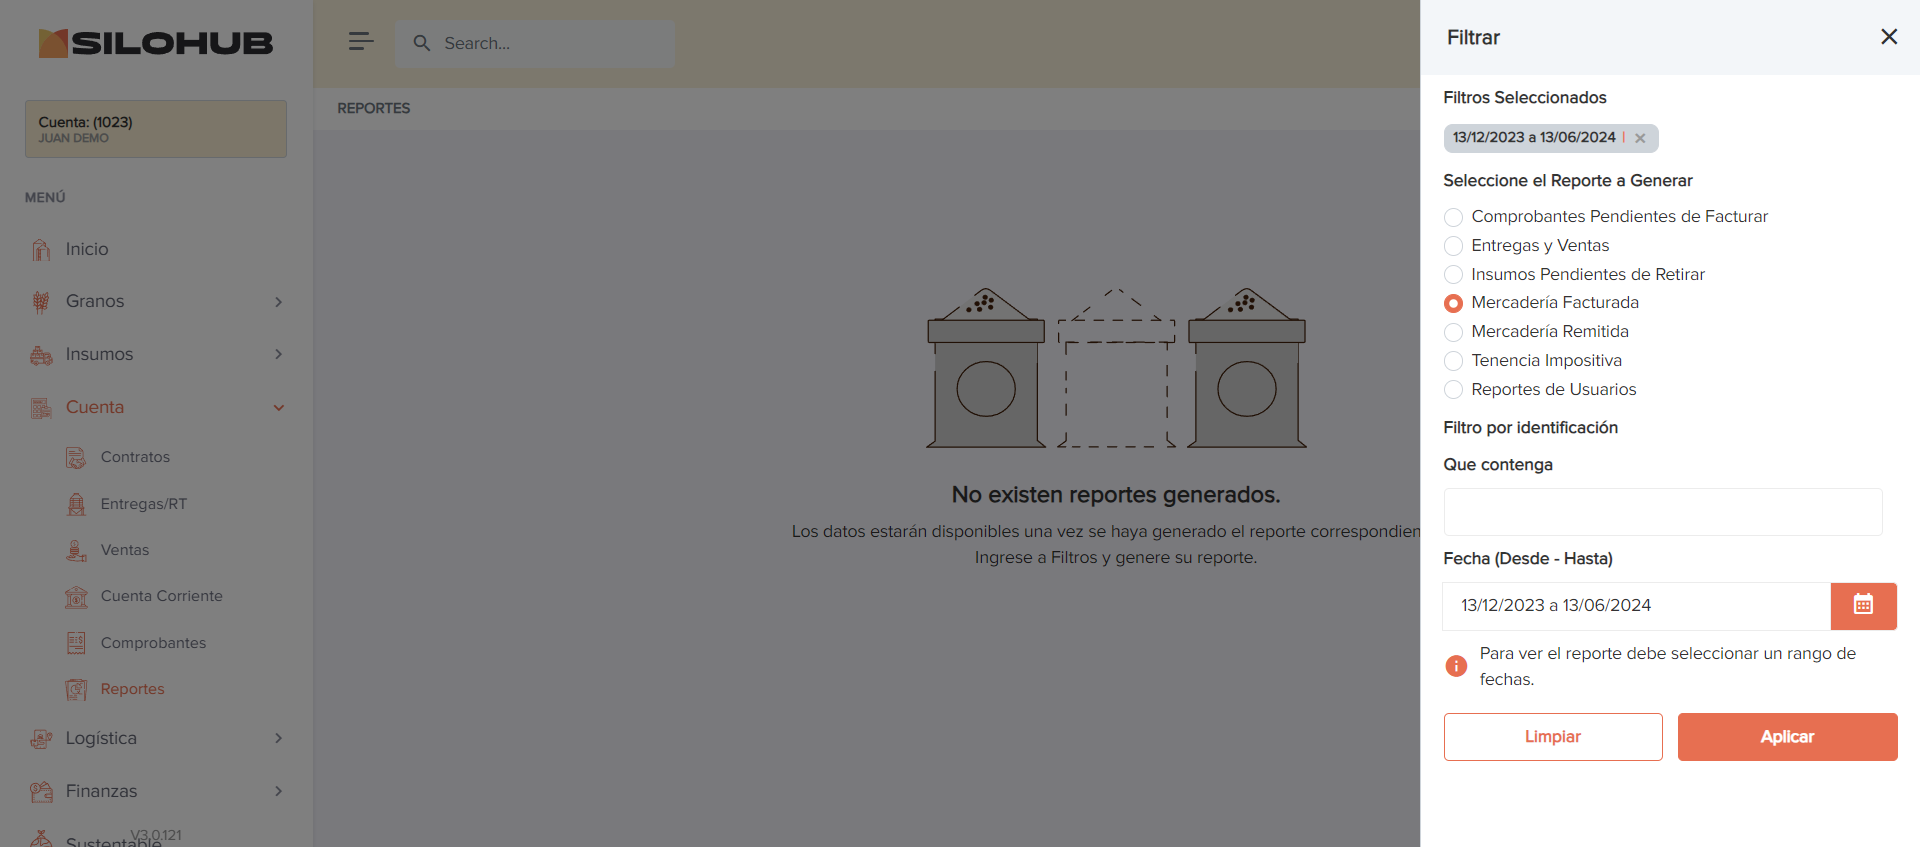 SILOHUB
Cuenta: (1023)
JUAN DEMO
MENÚ
Inicio
Granos
Insumos
Cuenta
Contratos
Entregas/RT
Ventas
Cuenta Corriente
Comprobantes
Reportes
Logística
Finanzas
V3.0.121
Sustentable
Search...
REPORTES
No existen reportes generados.
Los datos estarán disponibles una vez se haya generado el reporte correspondien
Ingrese a Filtros y genere su reporte.
Filtrar
Filtros Seleccionados
13/12/2023 a 13/06/2024 |
Seleccione el Reporte a Generar
Comprobantes Pendientes de Facturar
Entregas y Ventas
Insumos Pendientes de Retirar
Mercadería Facturada
Mercadería Remitida
Tenencia Impositiva
Reportes de Usuarios
Filtro por identificación
Que contenga
Fecha (Desde - Hasta)
13/12/2023 a 13/06/2024
Para ver el reporte debe seleccionar un rango de
fechas.
Limpiar
Aplicar